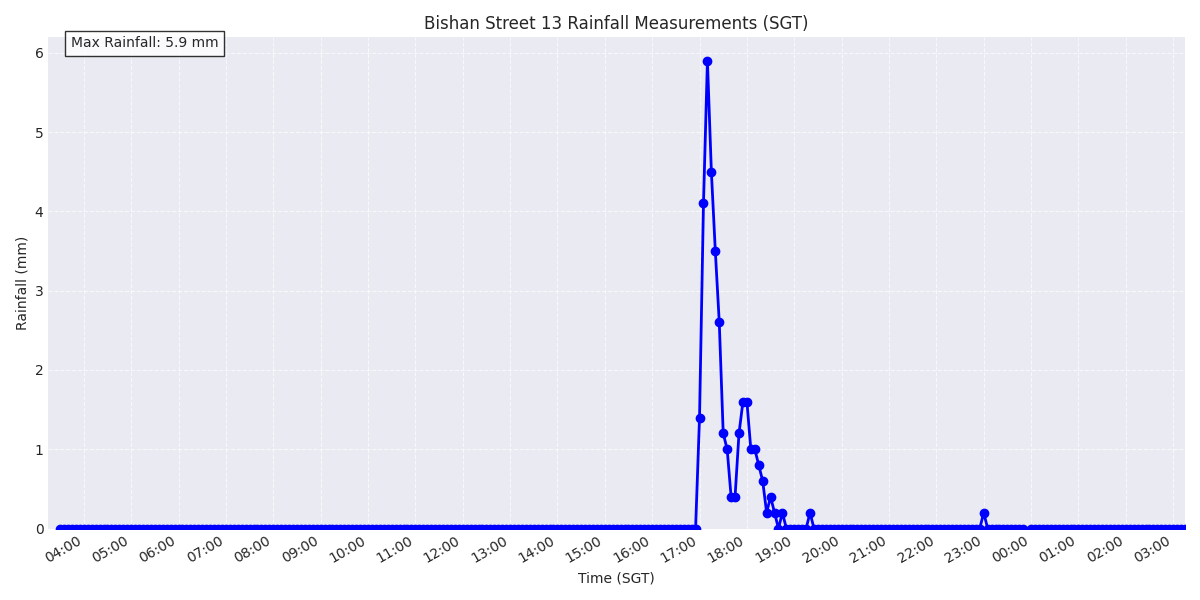 Bishan Street 13 Rainfall Measurements (SGT)
Max Rainfall: 5.9 mm
6
5
4
3
2
1
0
Rainfall (mm)
04:00 05:00 06:00 07:00 08:00 09:00 10:00 11:00 12:00 13:00 14:00 15:00 16:00 17:00 18:00 19:00 20:00 21:00 22:00 23:00 00:00 01:00 02:00 03:00
Time (SGT)